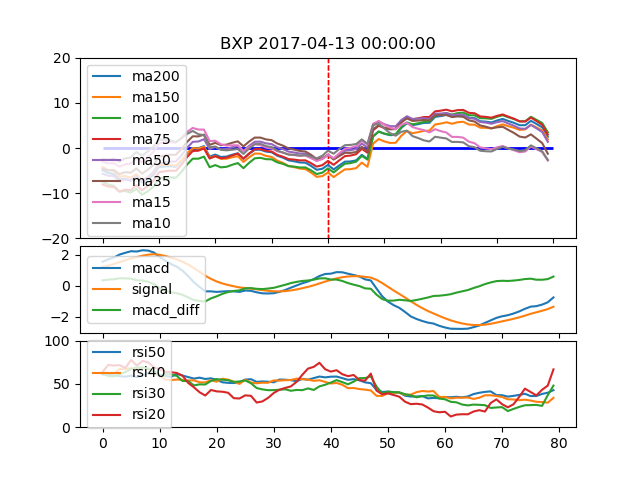 BXP 2017-04-13 00:00:00
20
10
0
−10
−20
ma200
ma150
ma100
ma75
ma50
ma35
ma15
ma10
2
0
−2
macd
signal
macd_diff
100
50
0
rsi50
rsi40
rsi30
rsi20
0 10 20 30 40 50 60 70 80